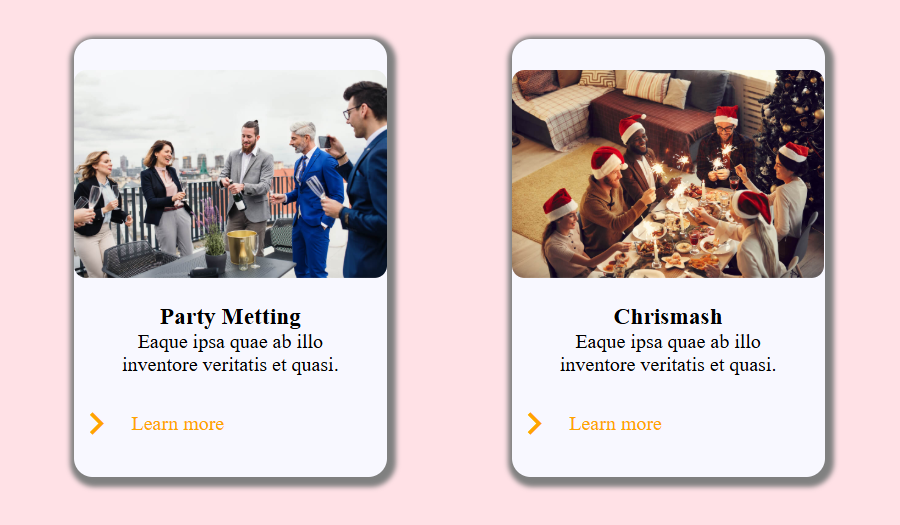 Party Metting
Eaque ipsa quae ab illo
inventore veritatis et quasi.
Learn more
Chrismash
Eaque ipsa quae ab illo
inventore veritatis et quasi.
Learn more